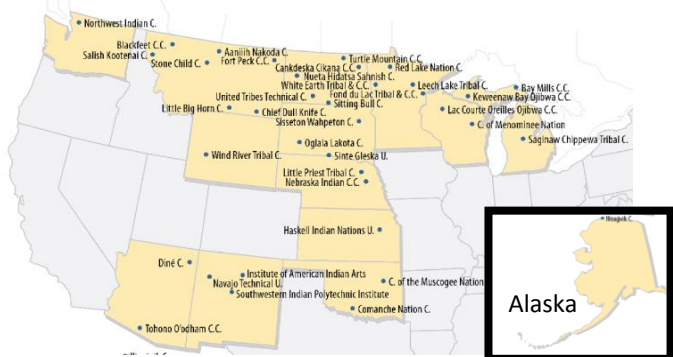 Northwest Indian C.
Blackfeet C.C.
Salish Kootenai C.
Stone Child C.
Aaniiih Nakoda C.
Fort Peck C.C.
Turtle Mountain C.C.
Cankdeska Cikana C.C.
Red Lake Nation C.
Nueta Hidatsa Sahnish C.
White Earth Tribal & C.C.
Leech Lake Tribal C.
Bay Mills C.C.
United Tribes Technical C.
Fond du Lac Tribal & C.C.
Keweenaw Bay Ojibwa C.C.
Sitting Bull C.
Little Big Horn C.
Chief Dull Knife C.
Lac Courte Oreilles Ojibwa C.C.
Sisseton Wahpeton C.
C. of Menominee Nation
Saginaw Chippewa Tribal C.
Oglala Lakota C.
Wind River Tribal C.
Sinte Gleska U.
Little Priest Tribal C.
Nebraska Indian C.C.
Haskell Indian Nations U.
Diné C.
Institute of American Indian Arts
Navajo Technical U.
C. of the Muscogee Nation
Southwestern Indian Polytechnic Institute
Comanche Nation C.
Tohono O'odham C.C.
Ilisagvik C.
Alaska